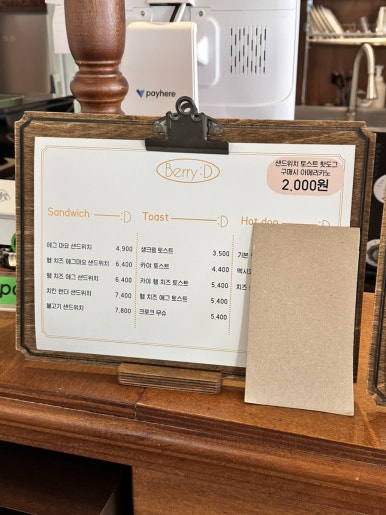 payhere
Berry:D
샌드위치 토스트 핫도그
구매시 아메리카노
2,000원
Sandwich :D
에그 마요 샌드위치 4,900
햄 치즈 에그마요 샌드위치 6,400
햄 치즈 에그 샌드위치 6,400
치킨 텐더 샌드위치 7,400
불고기 샌드위치 7,800
Toast :D
생크림 토스트 3,500
카야 토스트 4,400
카야 햄 치즈 토스트 5,400
햄 치즈 에그 토스트 5,400
크로크 무슈 5,400
Hot dog
기본
멕시
치즈